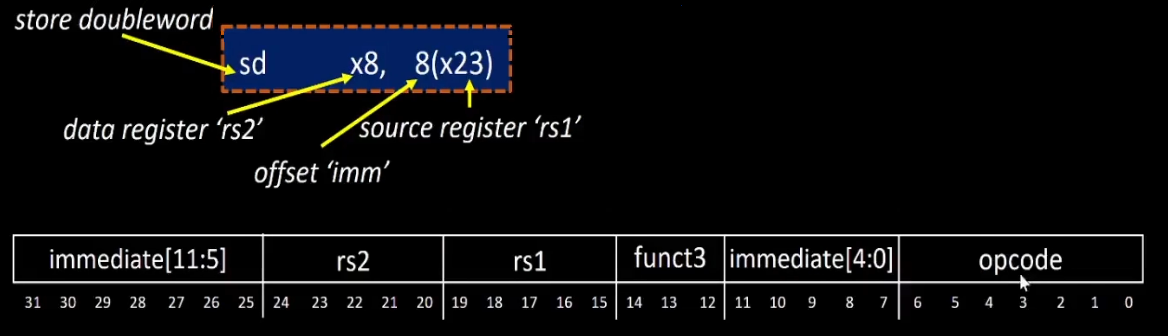 store doubleword
sd x8, 8(x23)
data register ‘rs2’
source register ‘rs1’
offset ‘imm’
immediate[11:5] rs2 rs1 funct3 immediate[4:0] opcode
31 30 29 28 27 26 25 24 23 22 21 20 19 18 17 16 15 14 13 12 11 10 9 8 7 6 5 4 3 2 1 0